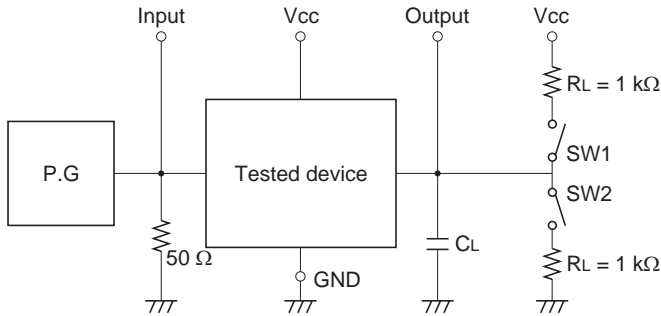 Input
Vcc
Output
Vcc
RL = 1 kΩ
P.G
Tested device
SW1
SW2
50 Ω
GND
CL
RL = 1 kΩ